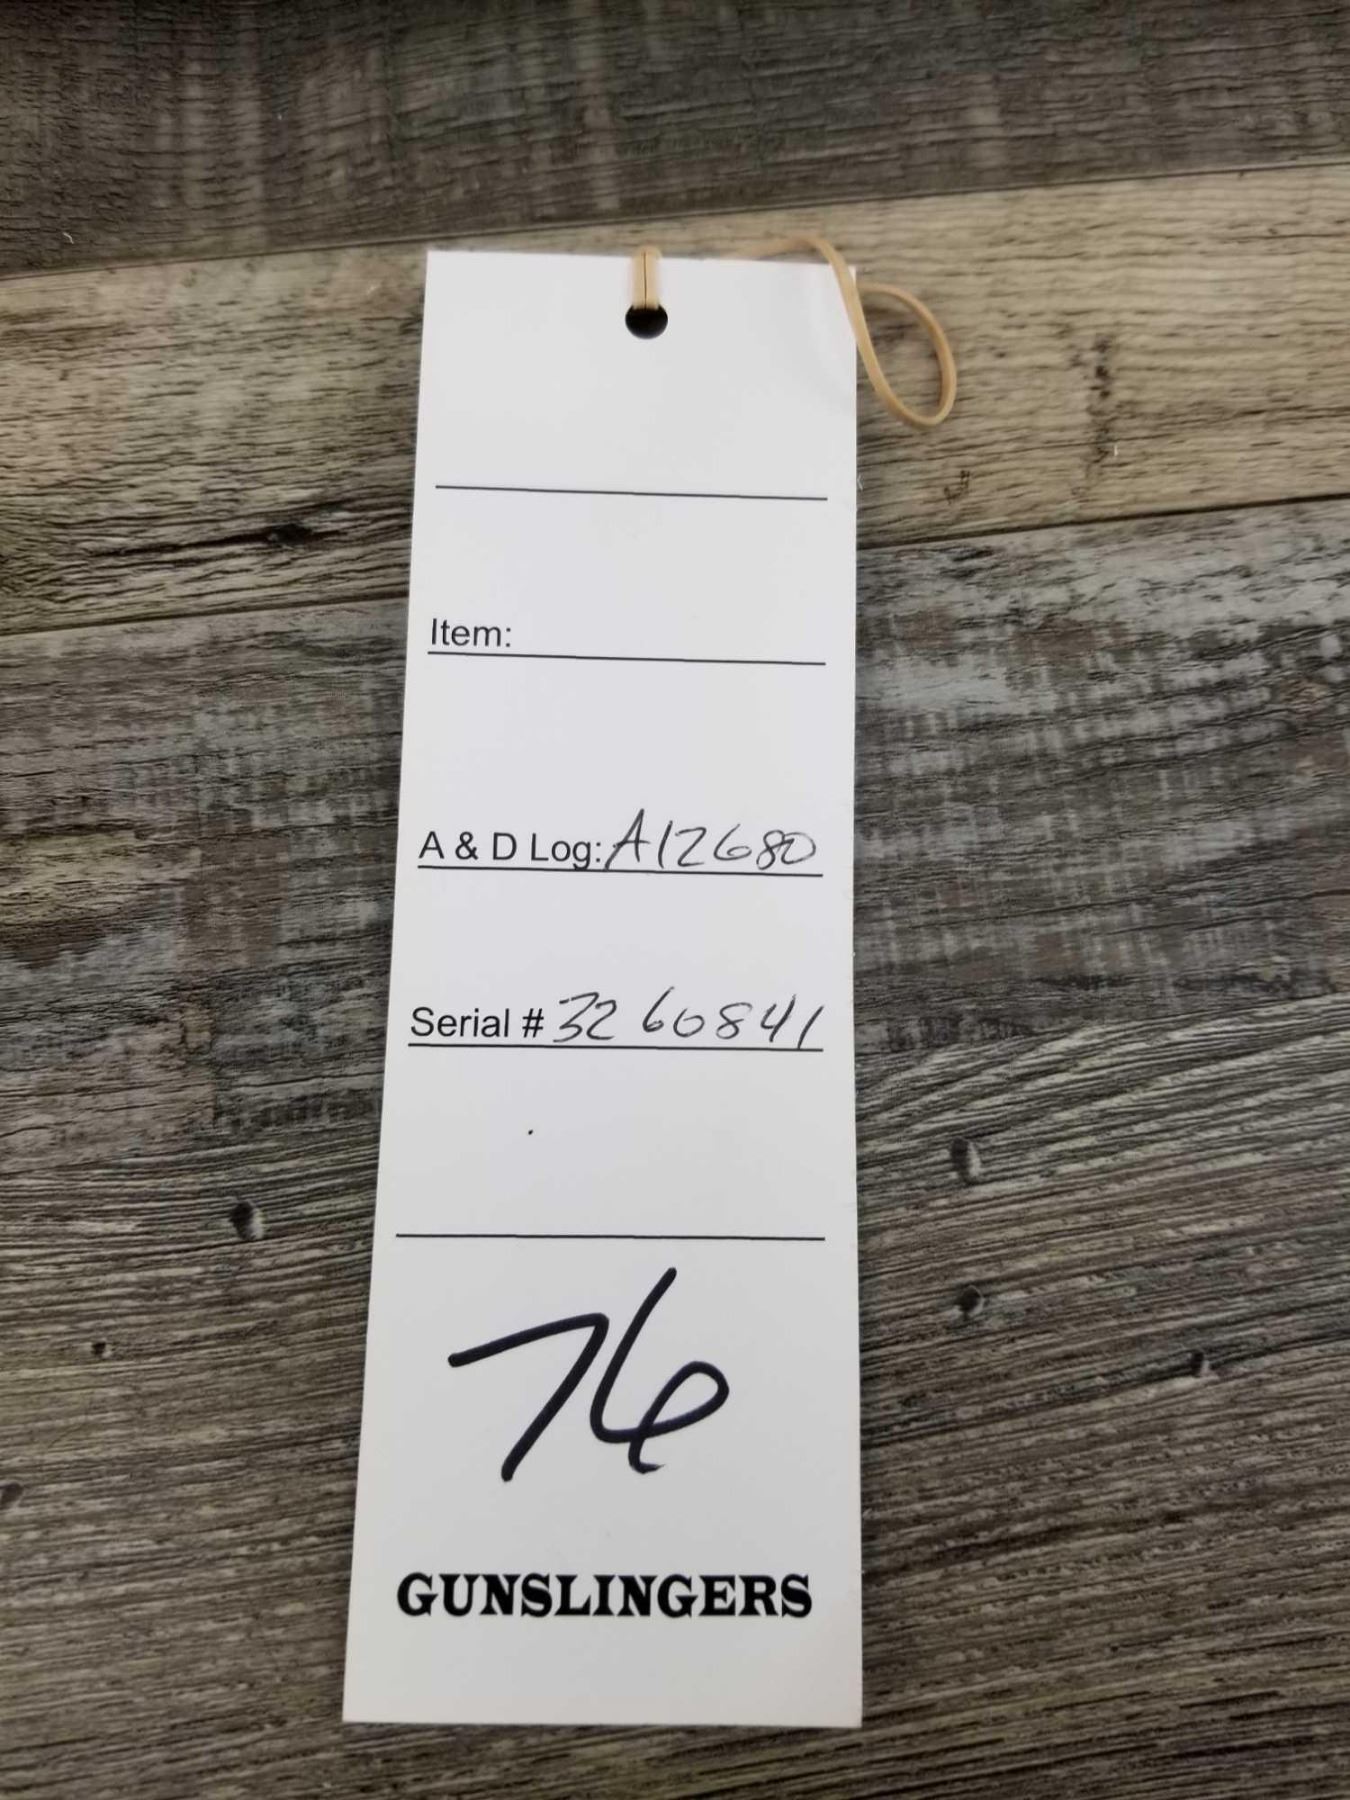 Item:
A & D Log: A12680
Serial # 3260841
76
GUNSLINGERS